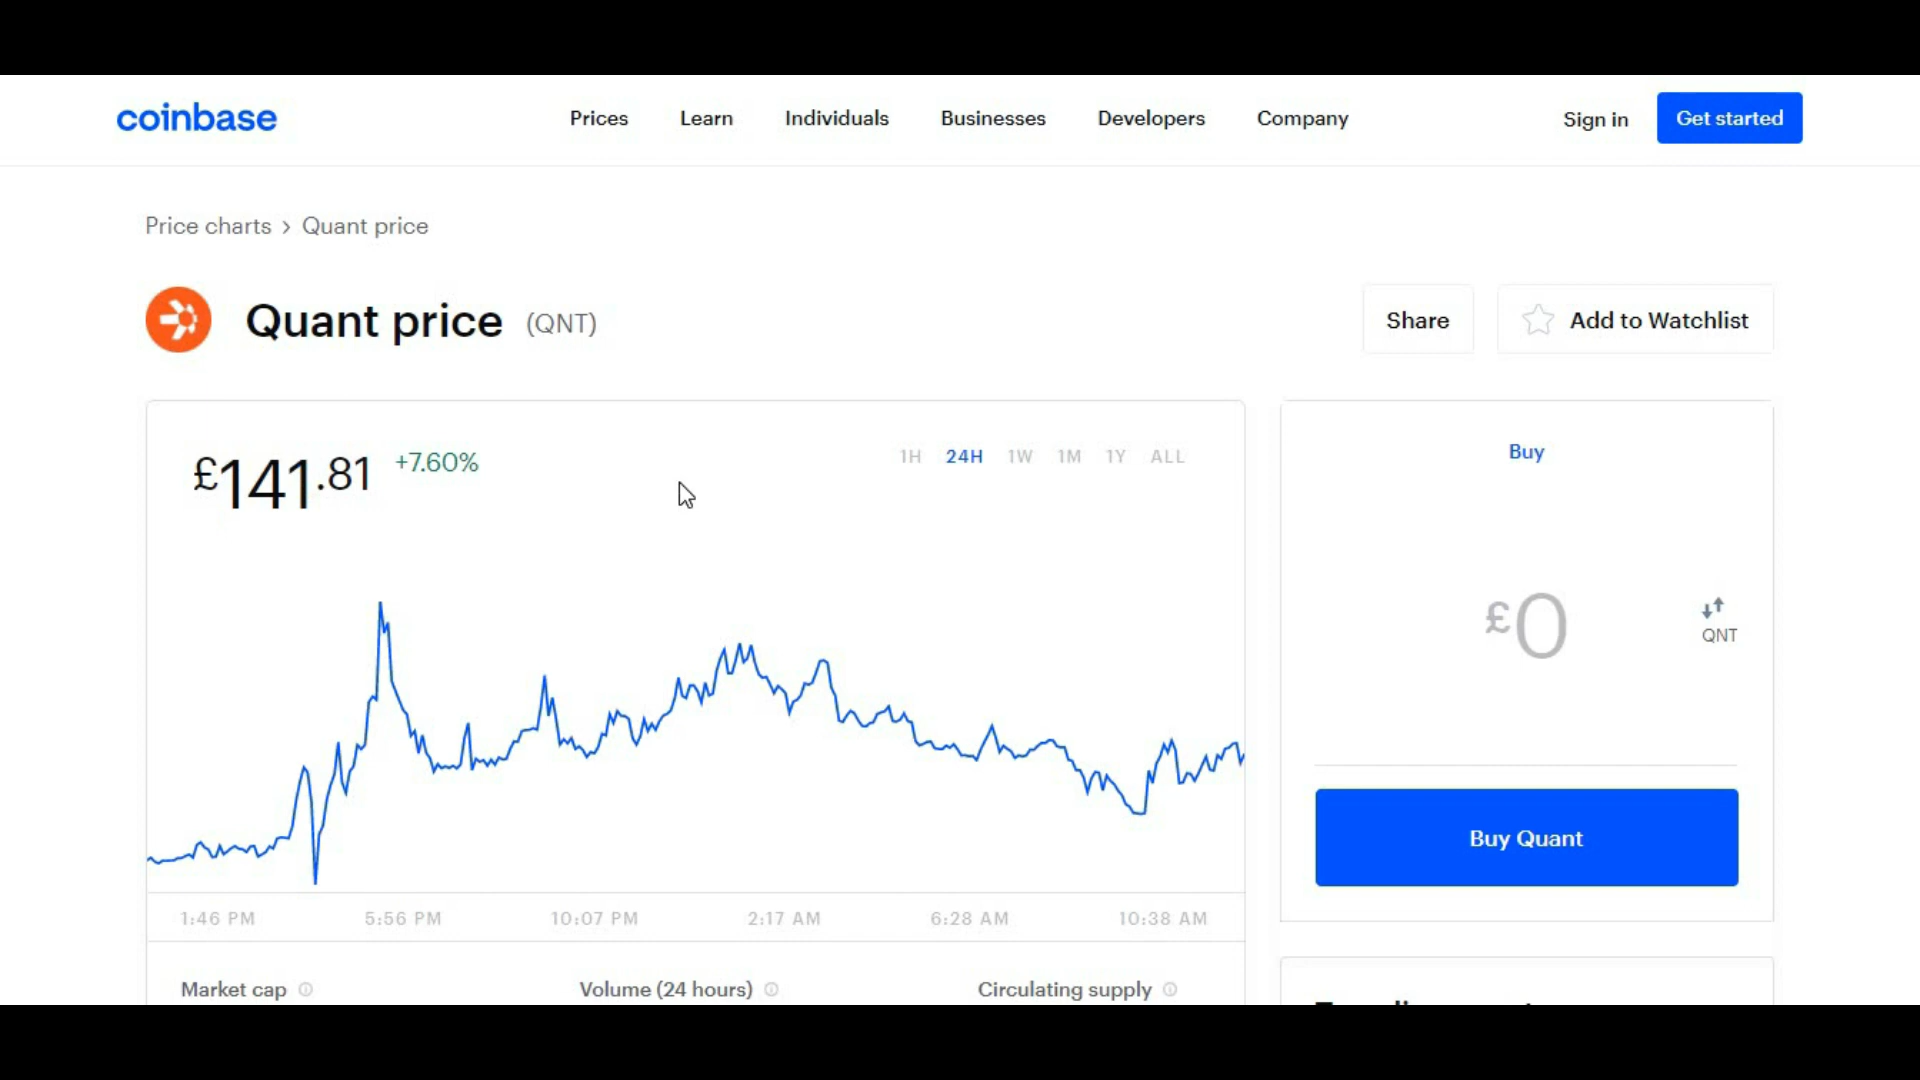 coinbase
Prices Learn Individuals Businesses Developers Company
Sign in Get started
Price charts › Quant price
Quant price (QNT)
Share Add to Watchlist
£141.81 +7.60%
1H 24H 1W 1M 1Y ALL
Buy
£0
QNT
Buy Quant
1:46 PM 5:56 PM 10:07 PM 2:17 AM 6:28 AM 10:38 AM
Market cap Volume (24 hours) Circulating supply